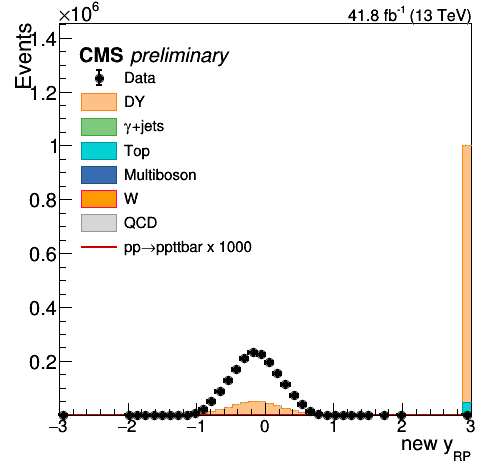 ×10⁶
41.8 fb⁻¹ (13 TeV)
Events
CMS preliminary
Data
DY
γ+jets
Top
Multiboson
W
QCD
pp→ppttbar x 1000
1.4
1.2
1
0.8
0.6
0.4
0.2
−3 −2 −1 0 1 2 3
new y_RP